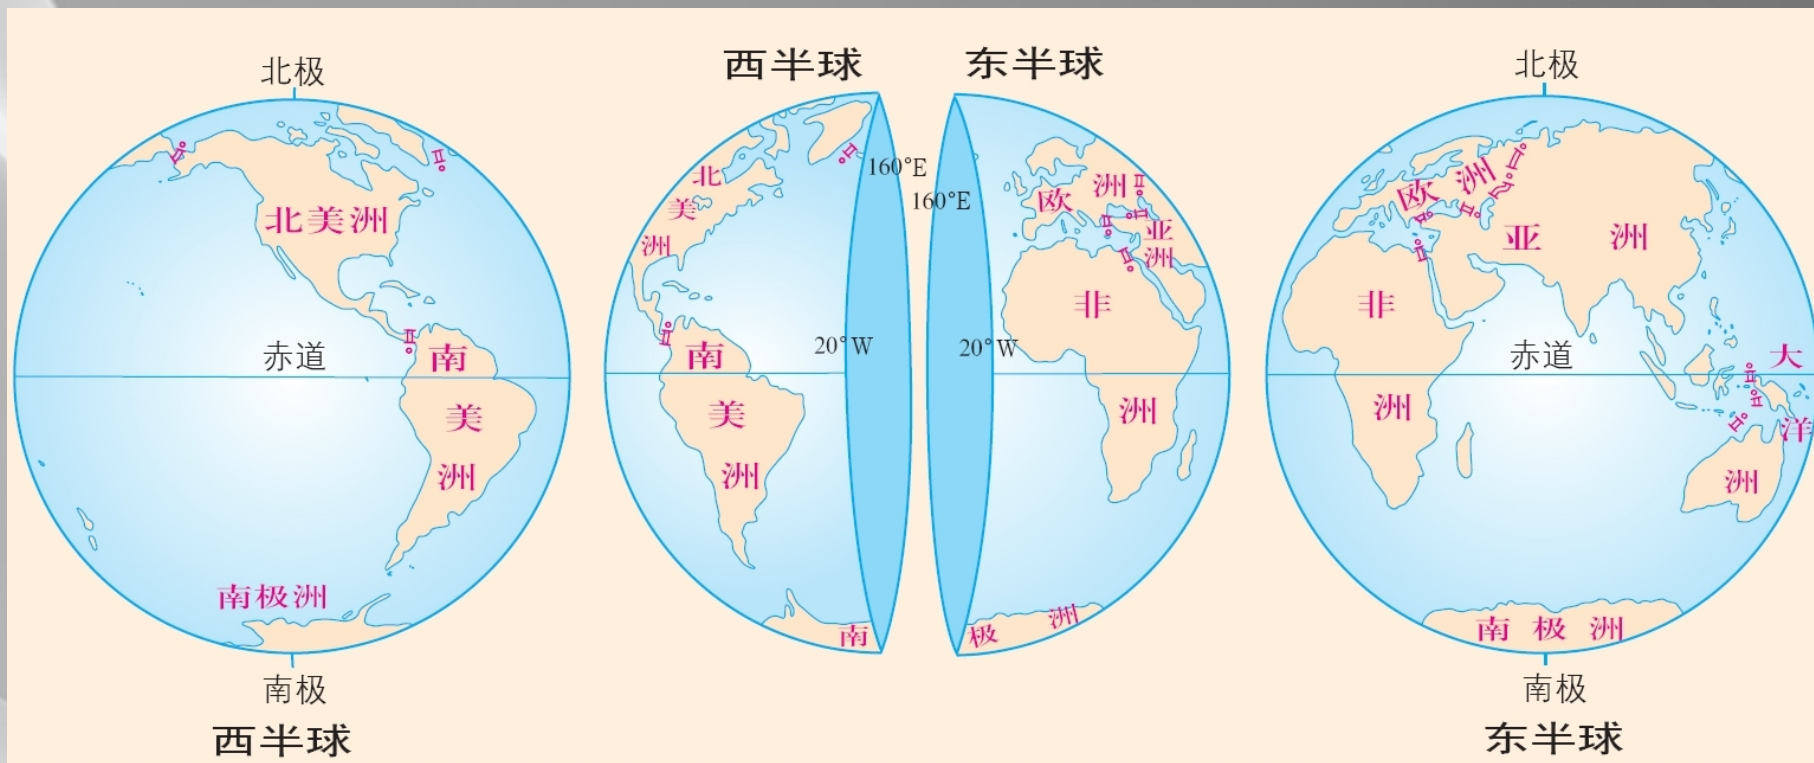 西半球
东半球
北极
北美洲
赤道
南美洲
南极洲
南极
西半球
北美洲
160°E
20°W
南美洲
南
160°E
20°W
欧洲
亚洲
非洲
极洲
北极
欧洲
亚洲
非洲
赤道
大洋洲
南极洲
南极
东半球